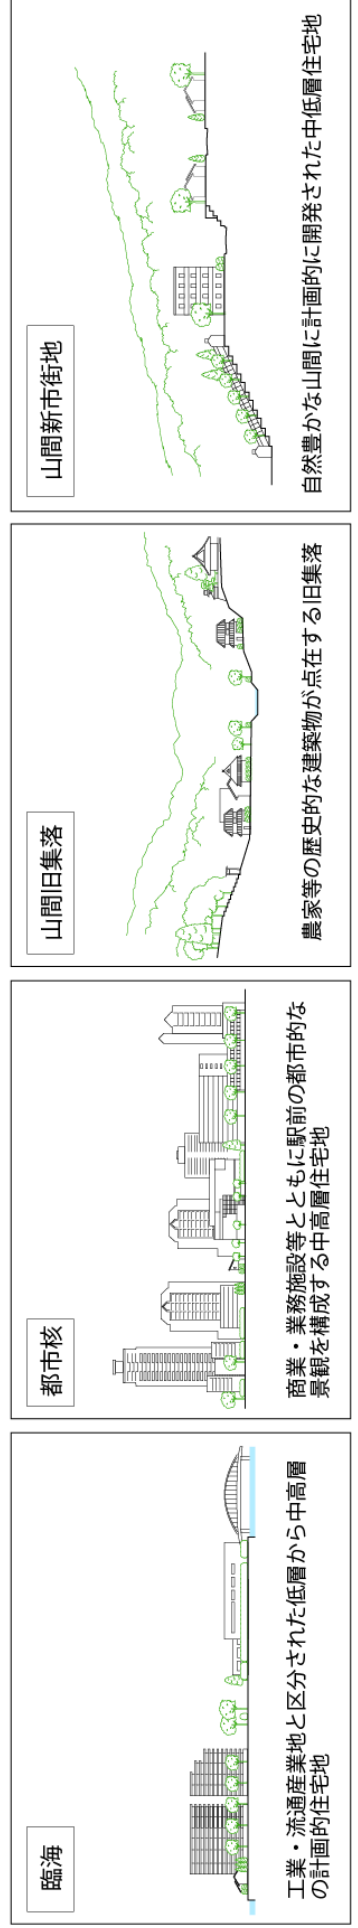 臨海
工業・流通産業地と区分された低層から中高層
の計画的住宅地
都市核
商業・業務施設等とともに駅前の都市的な
景観を構成する中高層住宅地
山間旧集落
農家等の歴史的な建築物が点在する旧集落
山間新市街地
自然豊かな山間に計画的に開発された中低層住宅地